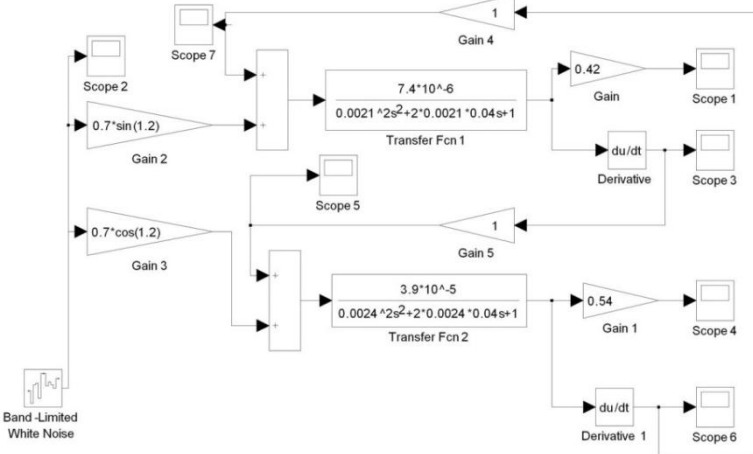 1
Gain 4
Scope 7
Scope 2
+
+
7.4*10^-6
0.0021 ^2s2+2*0.0021 *0.04s+1
Transfer Fcn 1
0.42
Gain
Scope 1
0.7*sin(1.2)
Gain 2
du/dt
Derivative
Scope 3
Scope 5
0.7*cos(1.2)
Gain 3
1
Gain 5
+
+
3.9*10^-5
0.0024 ^2s2+2*0.0024 *0.04s+1
Transfer Fcn 2
0.54
Gain 1
Scope 4
Band -Limited
White Noise
du/dt
Derivative 1
Scope 6